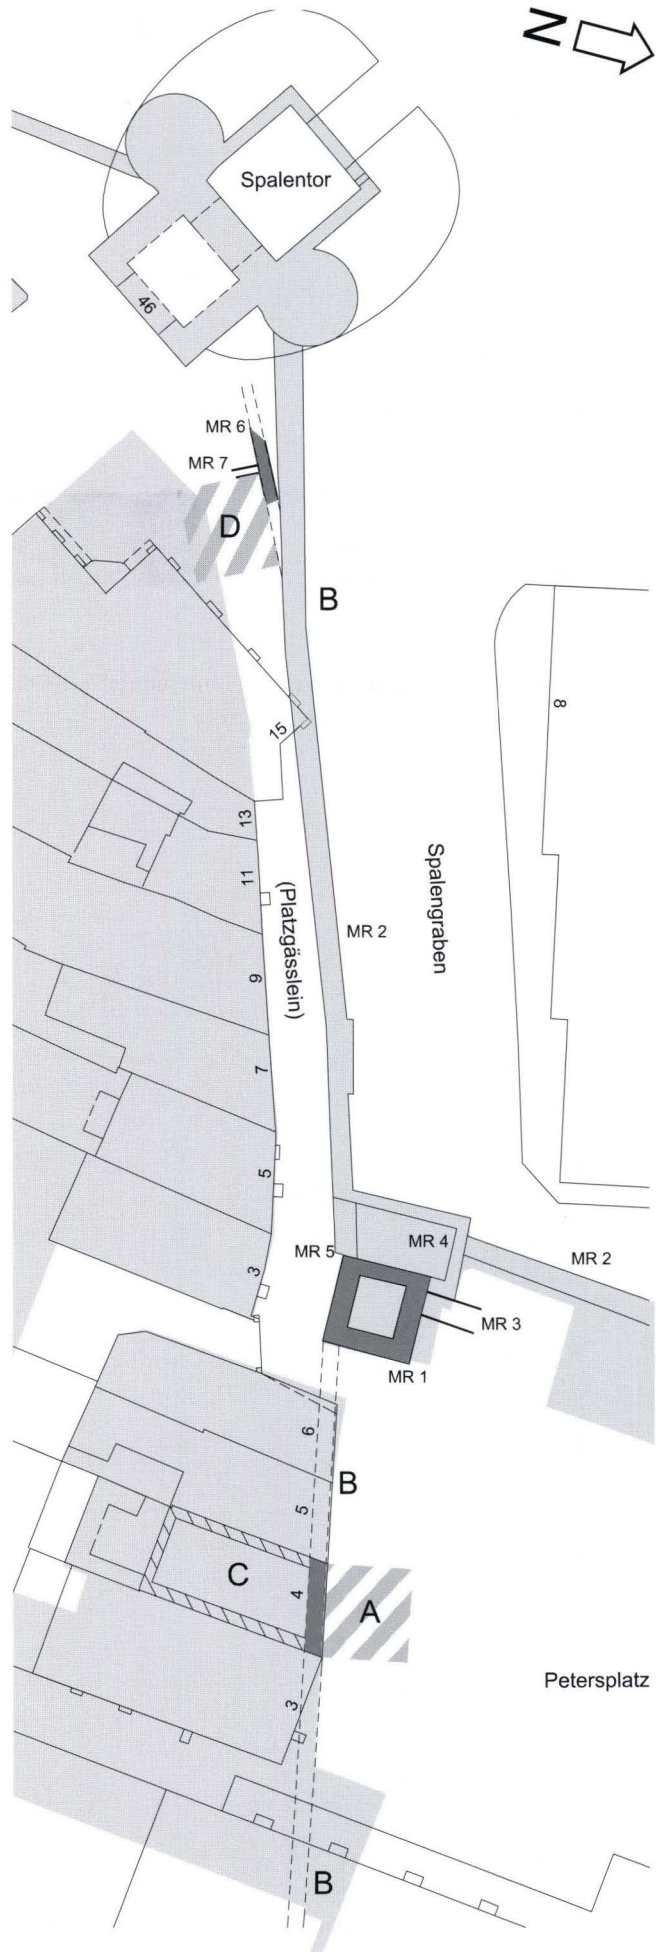 N
Spalentor
46
MR 6
MR 7
D
B
8
15
13
11
(Platzgässlein)
Spalengraben
MR 2
9
7
5
3
MR 5
MR 4
MR 2
MR 3
MR 1
6
B
5
C
4
A
Petersplatz
3
B